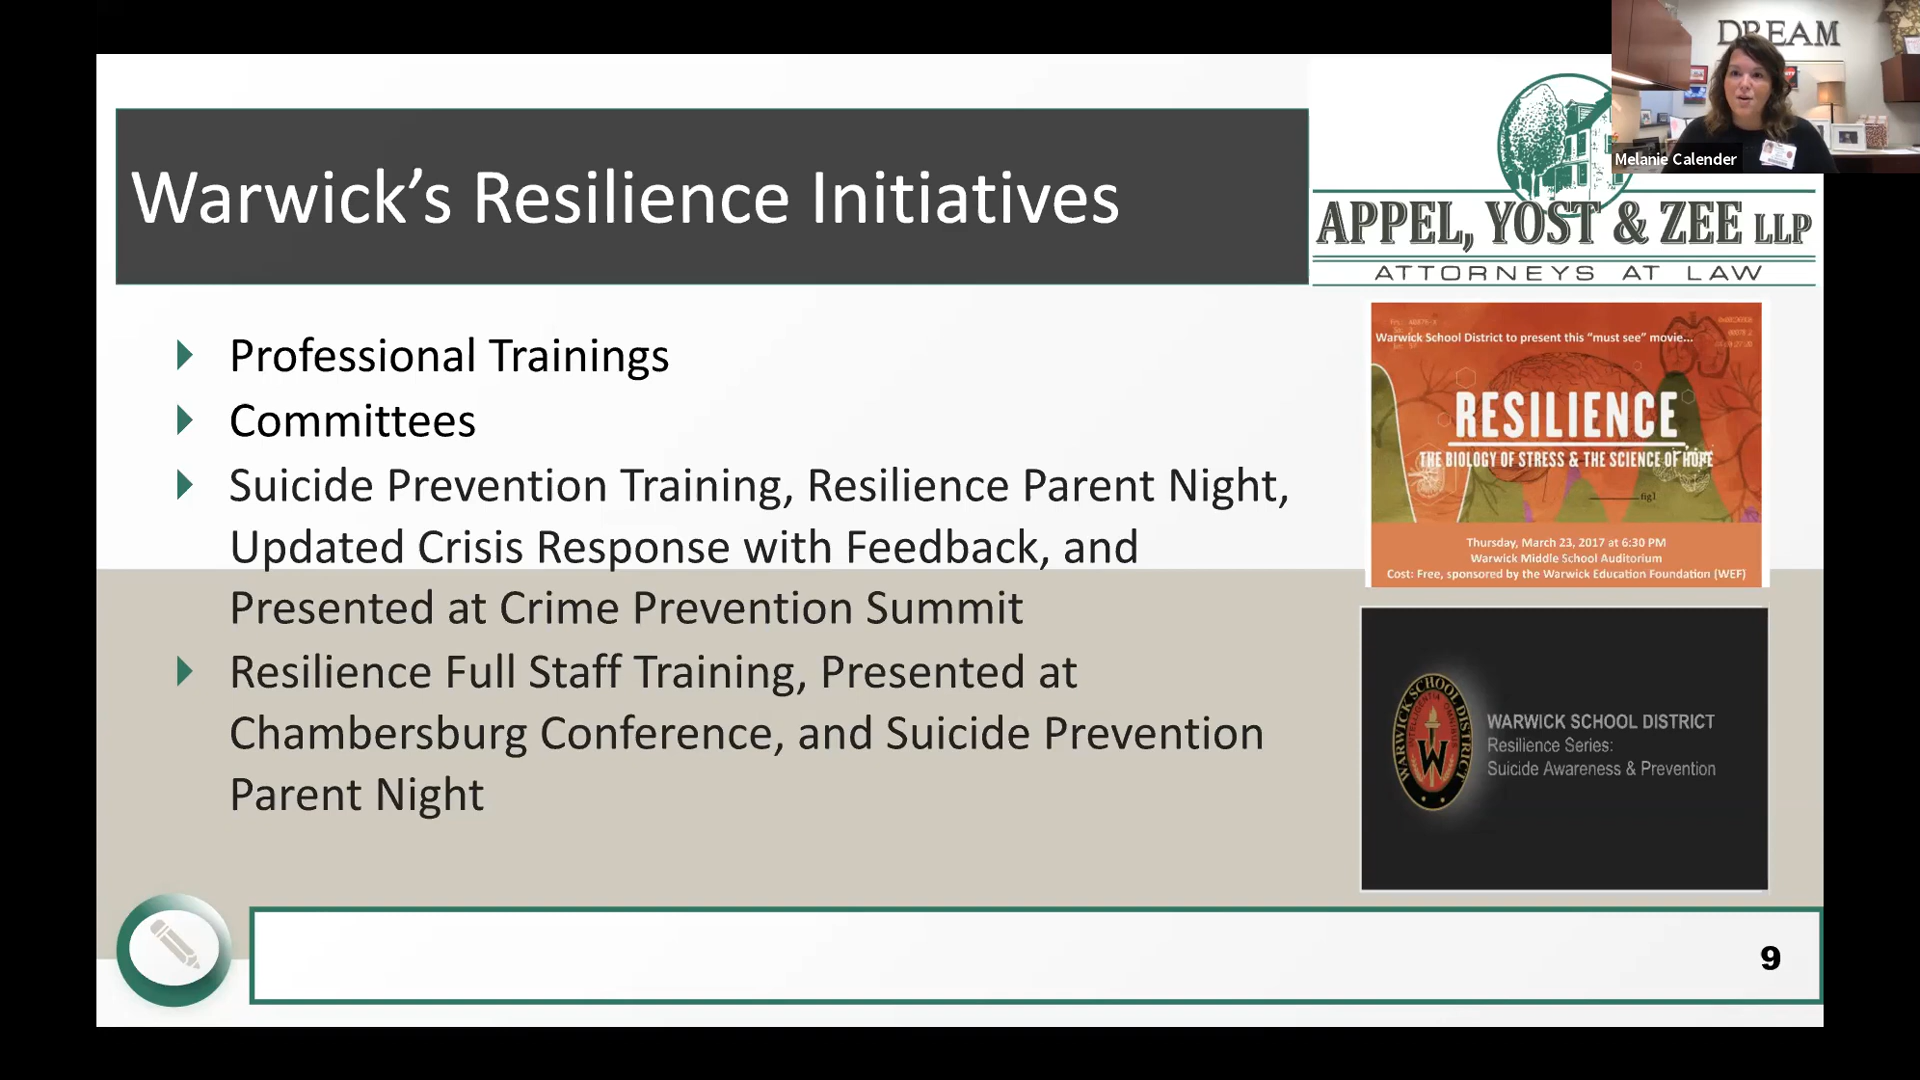 DREAM
Melanie Calender
Warwick’s Resilience Initiatives
APPEL, YOST & ZEE LLP
ATTORNEYS AT LAW
Professional Trainings
Committees
Suicide Prevention Training, Resilience Parent Night,
Updated Crisis Response with Feedback, and
Presented at Crime Prevention Summit
Resilience Full Staff Training, Presented at
Chambersburg Conference, and Suicide Prevention
Parent Night
Warwick School District to present this “must see” movie...
RESILIENCE
THE BIOLOGY OF STRESS & THE SCIENCE OF HOPE
fig1
Thursday, March 23, 2017 at 6:30 PM
Warwick Middle School Auditorium
Cost: Free, sponsored by the Warwick Education Foundation (WEF)
WARWICK SCHOOL DISTRICT
W
WARWICK SCHOOL DISTRICT
Resilience Series:
Suicide Awareness & Prevention
9